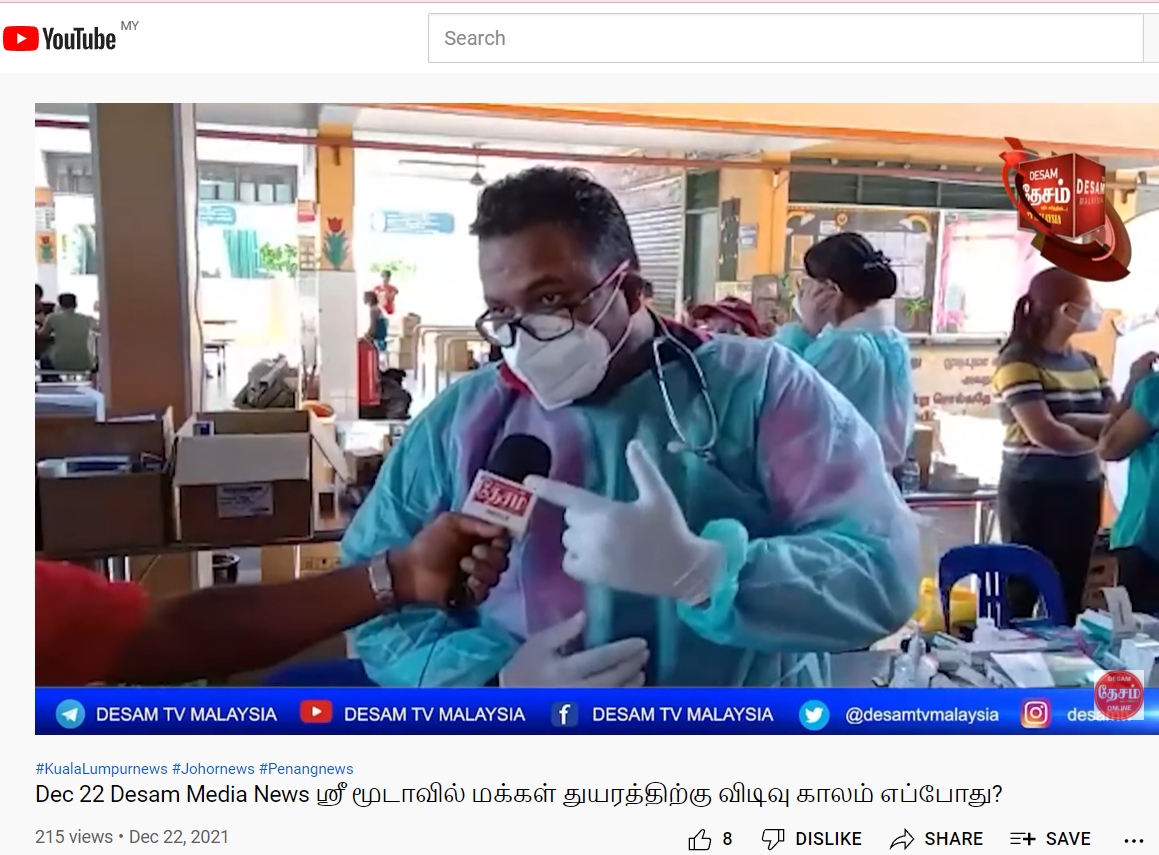 YouTube MY
Search
DESAM
DESAM
தேசம்
MALAYSIA
MALAYSIA
தேசம்
DESAM TV MALAYSIA
DESAM TV MALAYSIA
DESAM TV MALAYSIA
@desamtvmalaysia
DESAM
தேசம்
ONLINE
#KualaLumpurnews #Johornews #Penangnews
Dec 22 Desam Media News ஸ்ரீ மூடாவில் மக்கள் துயரத்திற்கு விடிவு காலம் எப்போது?
215 views • Dec 22, 2021
8 DISLIKE SHARE SAVE